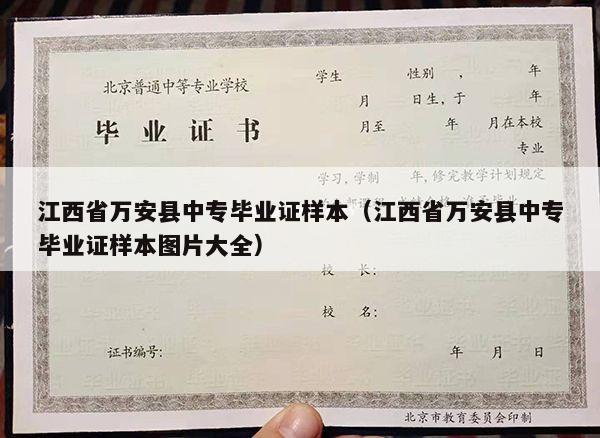 北京普通中等专业学校
毕业证书
学生 性别 , 年
月 日生,于 年
月至 年 月在本校
专业
学习,学制 年,修完教学计划规定
江西省万安县中专毕业证样本（江西省万安县中专
毕业证样本图片大全）
校 长:
校 名:
证书编号:
年 月 日
北京市教育委员会印制